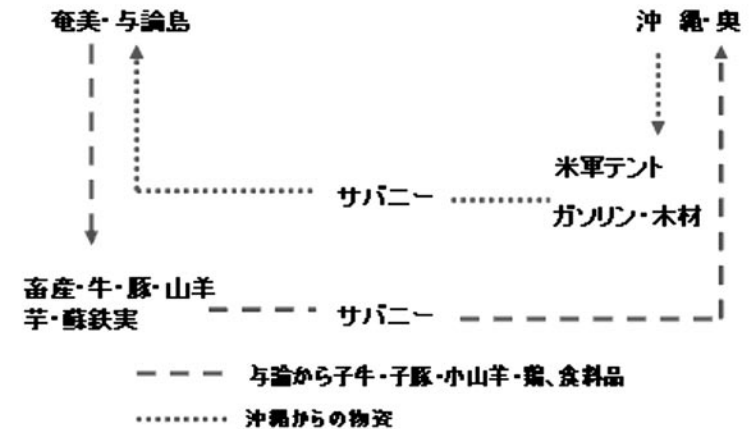 奄美・与論島
沖 縄・奥
米軍テント
サバニー
ガソリン・木材
畜産・牛・豚・山羊
芋・蘇鉄実
サバニー
与論から子牛・子豚・小山羊・鶏、食料品
沖縄からの物資